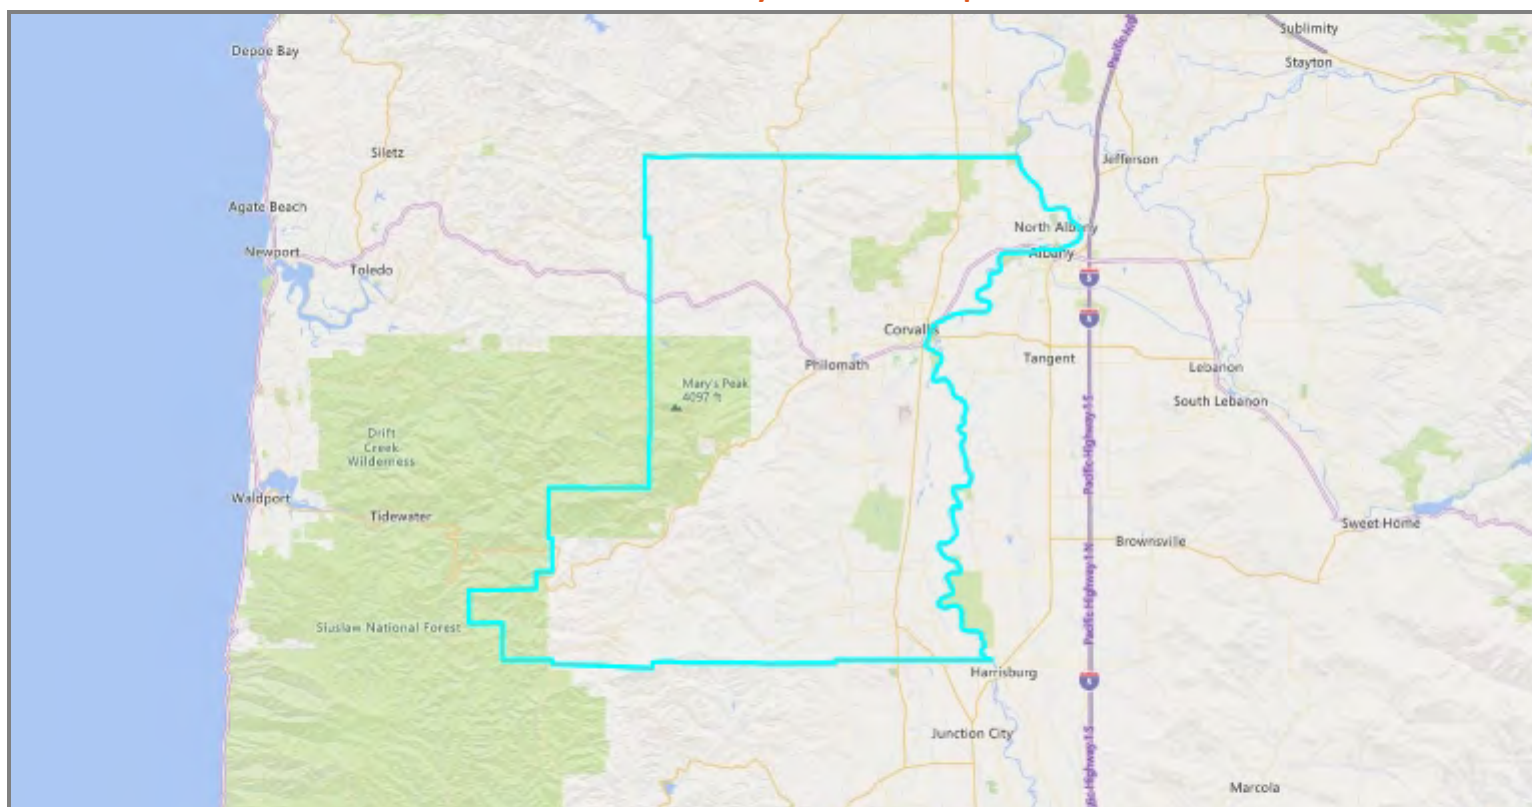 Sublimity
Depoe Bay
Stayton
Siletz
Jefferson
Agate Beach
North Albany
Newport
Albany
Toledo
Corvallis
Philomath
Tangent
Lebanon
Mary's Peak
4097 ft
South Lebanon
Drift
Creek
Wilderness
Waldport
Tidewater
Sweet Home
Brownsville
Siuslaw National Forest
Harrisburg
Junction City
Marcola
Pacific Highway I-5
Pacific Highway I-N